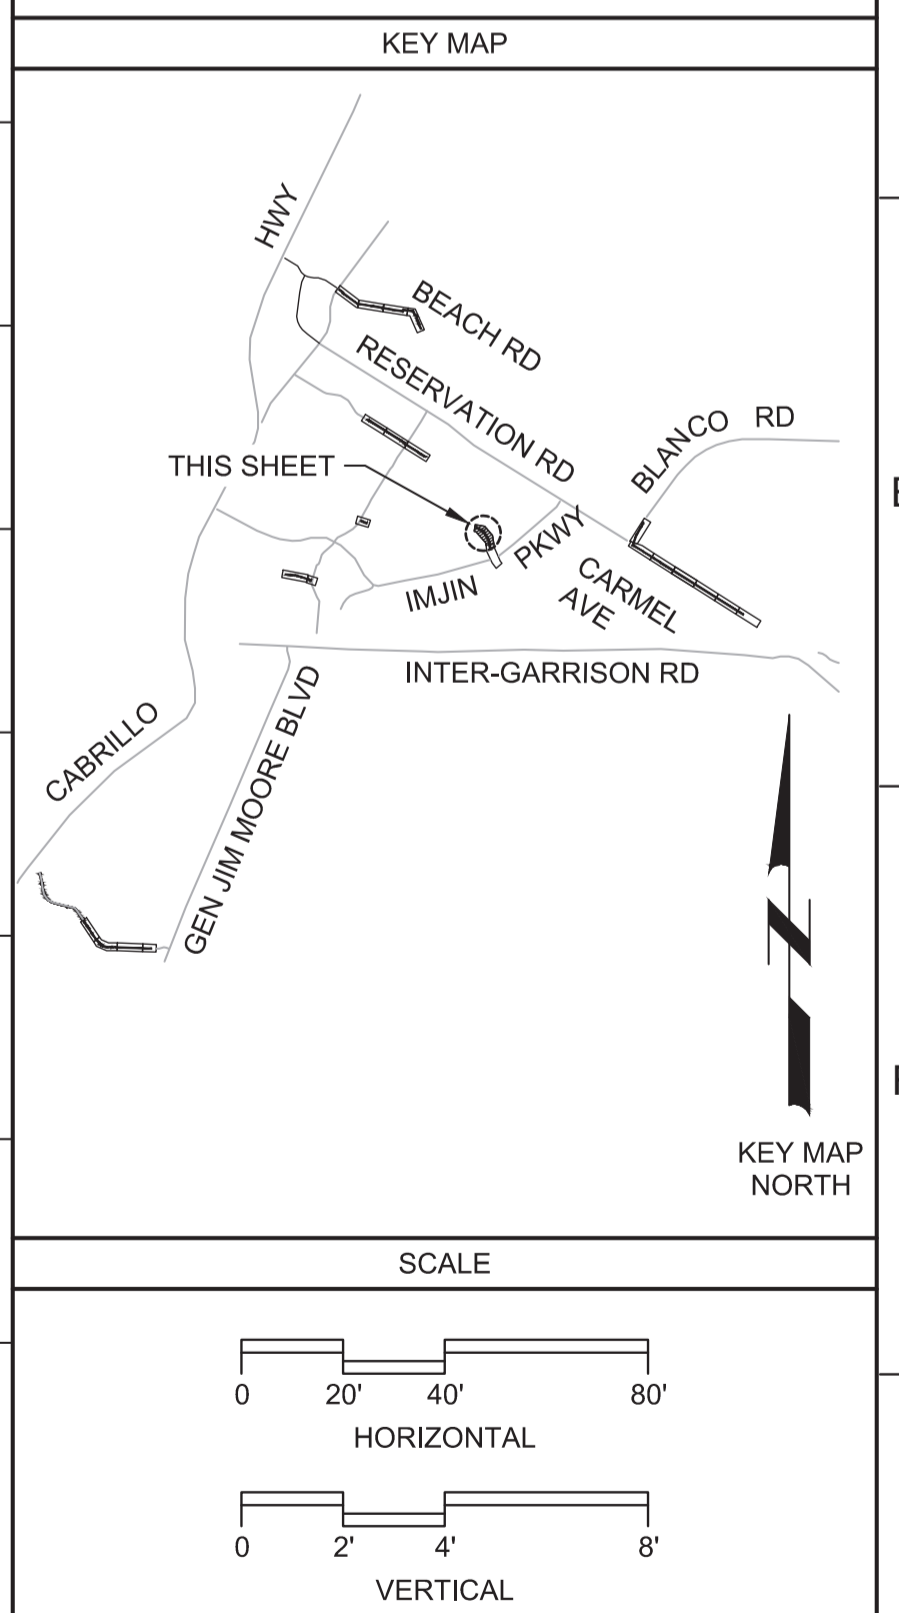 KEY MAP
HWY
BEACH RD
RESERVATION RD
BLANCO RD
THIS SHEET
IMJIN PKWY
CARMEL
AVE
INTER-GARRISON RD
CABRILLO
GEN JIM MOORE BLVD
N
KEY MAP
NORTH
SCALE
0 20' 40' 80'
HORIZONTAL
0 2' 4' 8'
VERTICAL